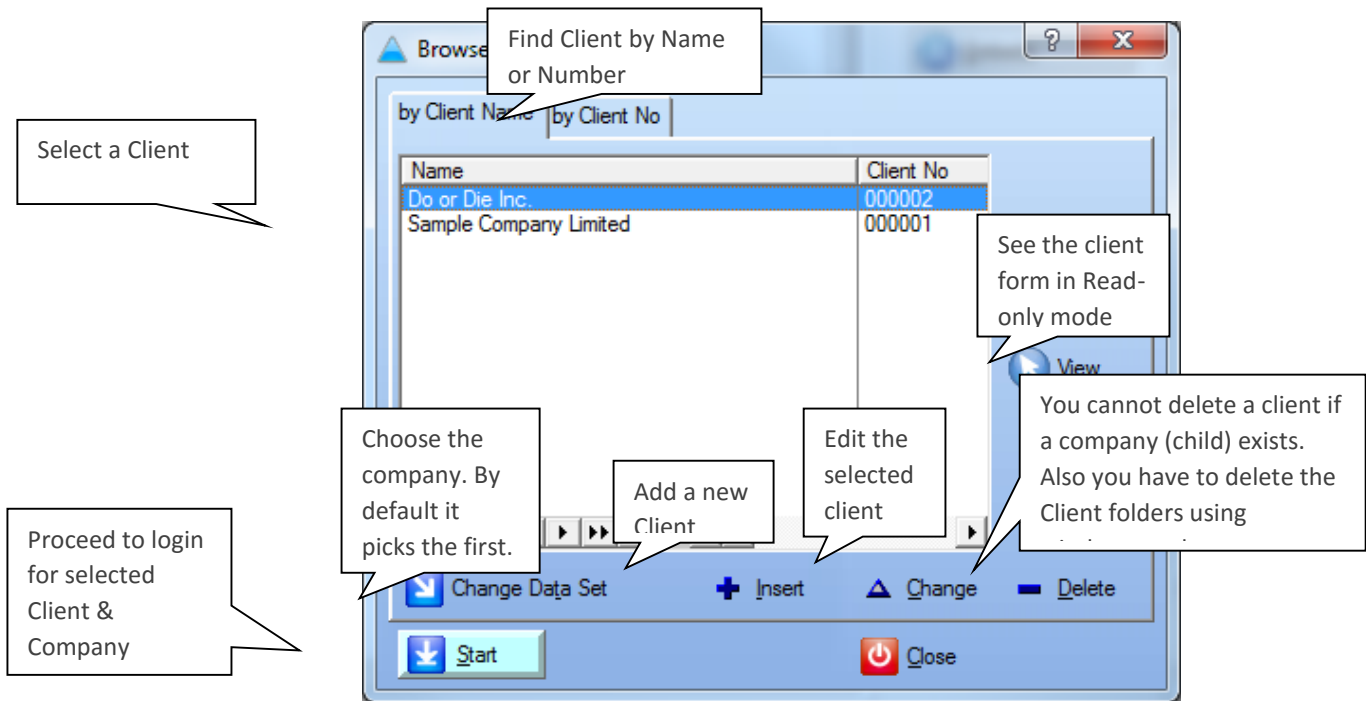 Browse
Find Client by Name
or Number
by Client Name
by Client No
Select a Client
Name
Client No
Do or Die Inc.
000002
Sample Company Limited
000001
See the client
form in Read-
only mode
View
You cannot delete a client if
a company (child) exists.
Also you have to delete the
Client folders using
Choose the
company. By
default it
picks the first.
Add a new
Client
Edit the
selected
client
Proceed to login
for selected
Client &
Company
Change Data Set
Insert
Change
Delete
Start
Close